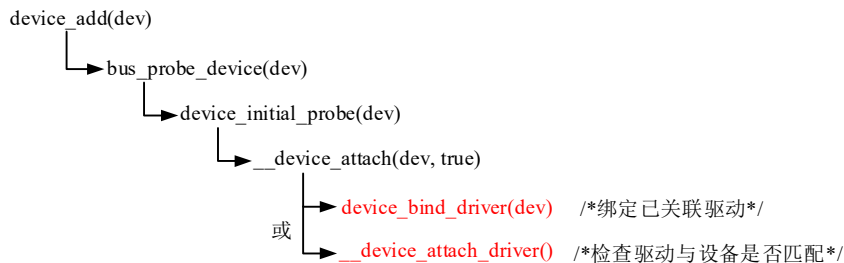 device_add(dev)
bus_probe_device(dev)
device_initial_probe(dev)
__device_attach(dev, true)
device_bind_driver(dev) /*绑定已关联驱动*/
或
__device_attach_driver() /*检查驱动与设备是否匹配*/